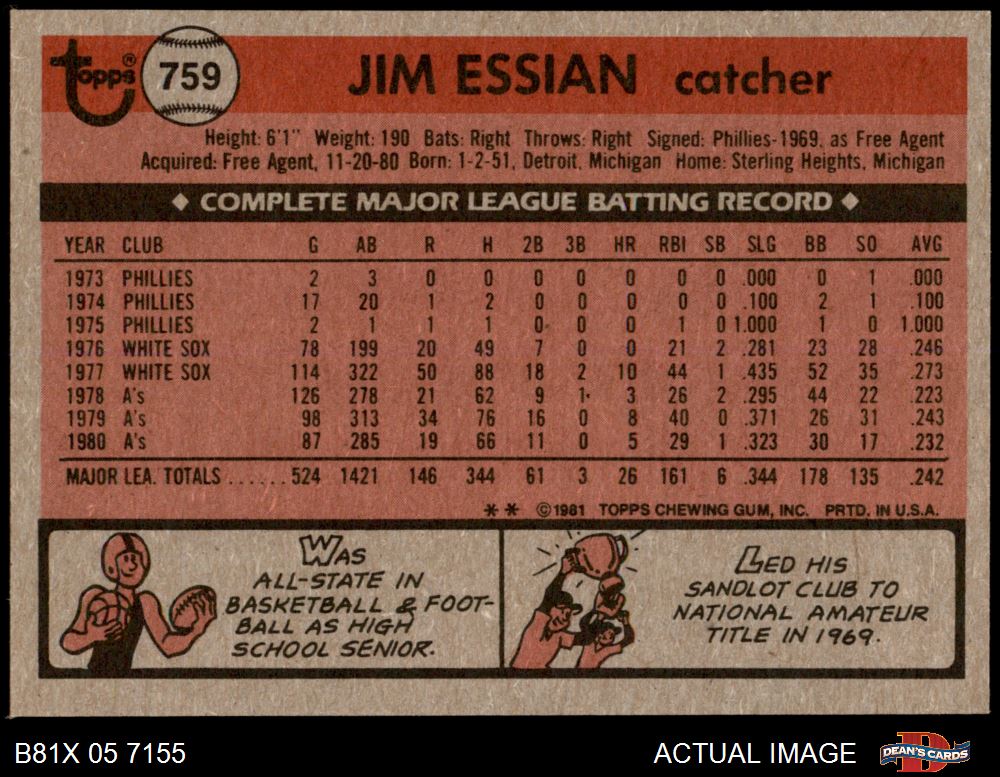 Topps® 759 JIM ESSIAN catcher
Height: 6'1" Weight: 190 Bats: Right Throws: Right Signed: Phillies-1969, as Free Agent
Acquired: Free Agent, 11-20-80 Born: 1-2-51, Detroit, Michigan Home: Sterling Heights, Michigan
◆ COMPLETE MAJOR LEAGUE BATTING RECORD ◆
YEAR CLUB G AB R H 2B 3B HR RBI SB SLG BB SO AVG
1973 PHILLIES 2 3 0 0 0 0 0 0 0 .000 0 1 .000
1974 PHILLIES 17 20 1 2 0 0 0 0 0 .100 2 1 .100
1975 PHILLIES 2 1 1 1 0 0 0 1 0 1.000 1 0 1.000
1976 WHITE SOX 78 199 20 49 7 0 0 21 2 .281 23 28 .246
1977 WHITE SOX 114 322 50 88 18 2 10 44 1 .435 52 35 .273
1978 A's 126 278 21 62 9 1 3 26 2 .295 44 22 .223
1979 A's 98 313 34 76 16 0 8 40 0 .371 26 31 .243
1980 A's 87 285 19 66 11 0 5 29 1 .323 30 17 .232
MAJOR LEA. TOTALS ...... 524 1421 146 344 61 3 26 161 6 .344 178 135 .242
** ©1981 TOPPS CHEWING GUM, INC. PRTD. IN U.S.A.
WAS
ALL-STATE IN
BASKETBALL & FOOT-
BALL AS HIGH
SCHOOL SENIOR.
LED HIS
SANDLOT CLUB TO
NATIONAL AMATEUR
TITLE IN 1969.
B81X 05 7155 ACTUAL IMAGE DEAN'S CARDS